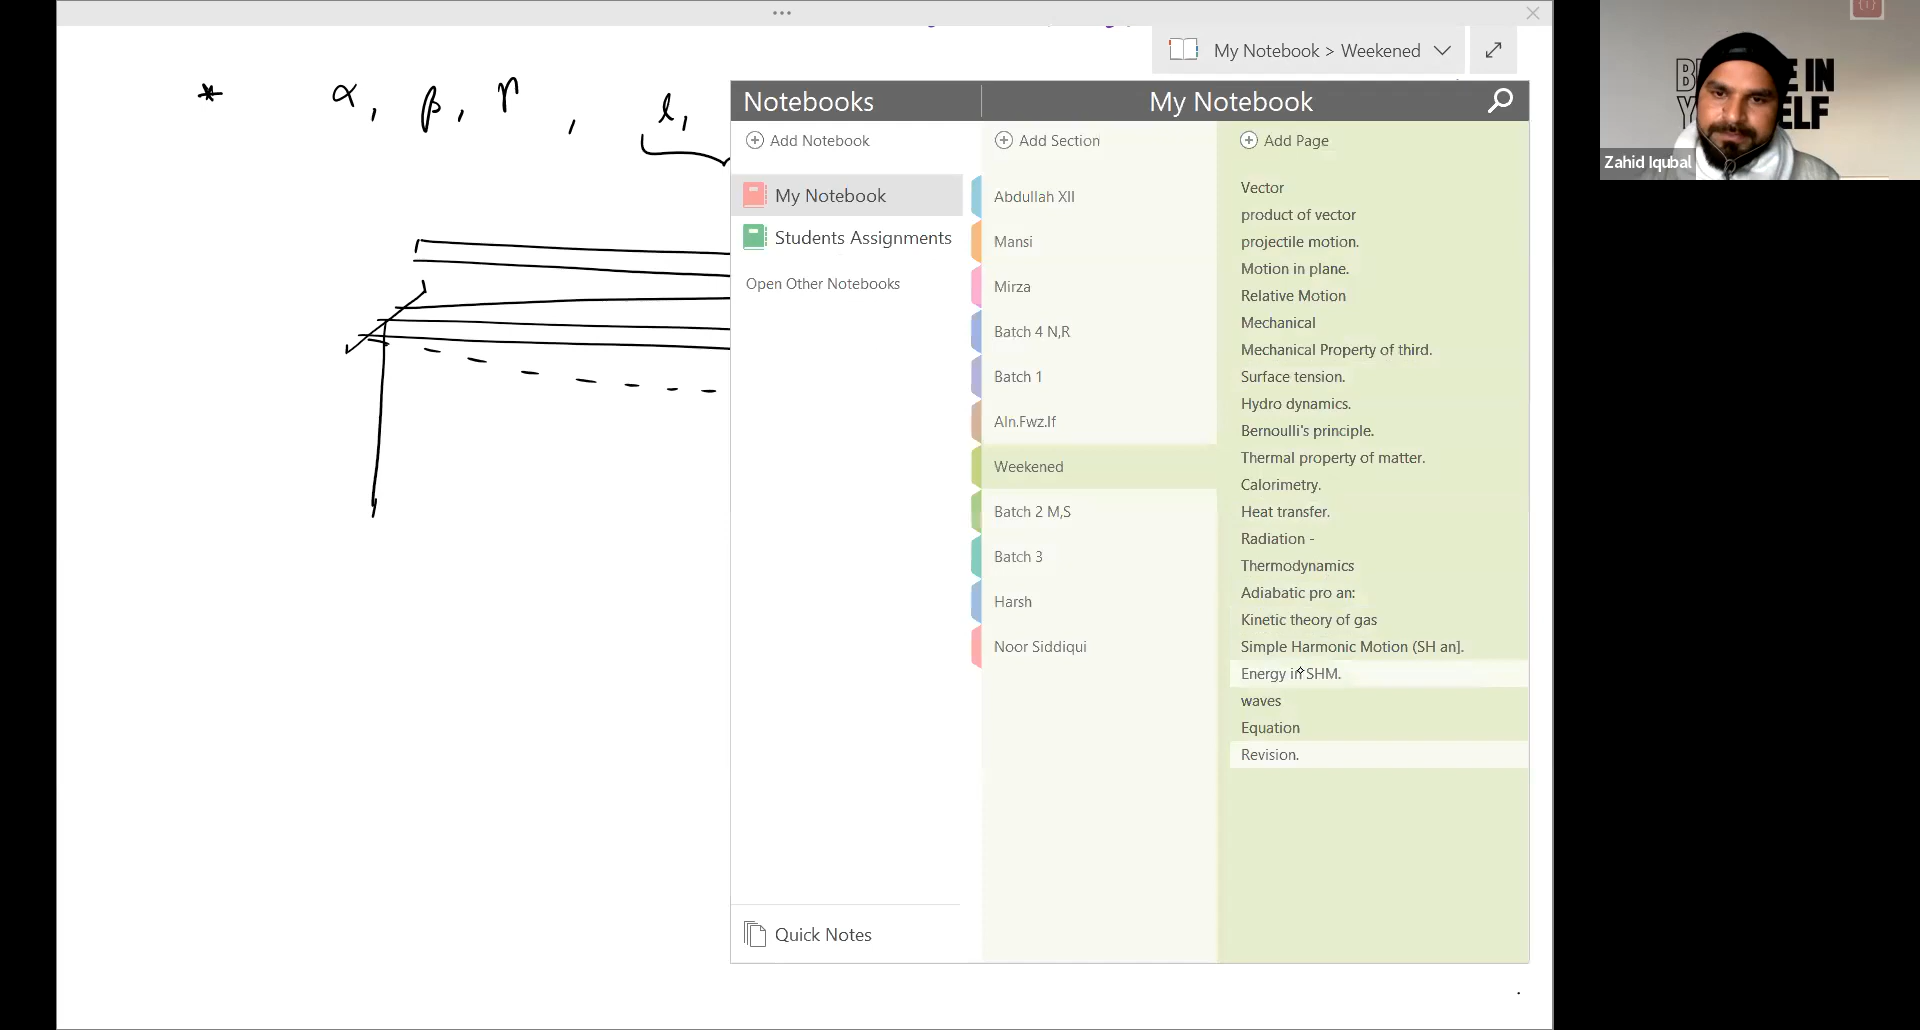 My Notebook > Weekened
* α, β, γ, l,
Notebooks
My Notebook
Add Notebook
Add Section
Add Page
My Notebook
Students Assignments
Open Other Notebooks
Abdullah XII
Mansi
Mirza
Batch 4 N,R
Batch 1
Aln.Fwz.If
Weekened
Batch 2 M,S
Batch 3
Harsh
Noor Siddiqui
Vector
product of vector
projectile motion.
Motion in plane.
Relative Motion
Mechanical
Mechanical Property of third.
Surface tension.
Hydro dynamics.
Bernoulli's principle.
Thermal property of matter.
Calorimetry.
Heat transfer.
Radiation -
Thermodynamics
Adiabatic pro an:
Kinetic theory of gas
Simple Harmonic Motion (SH an].
Energy in SHM.
waves
Equation
Revision.
Quick Notes
Zahid Iqubal